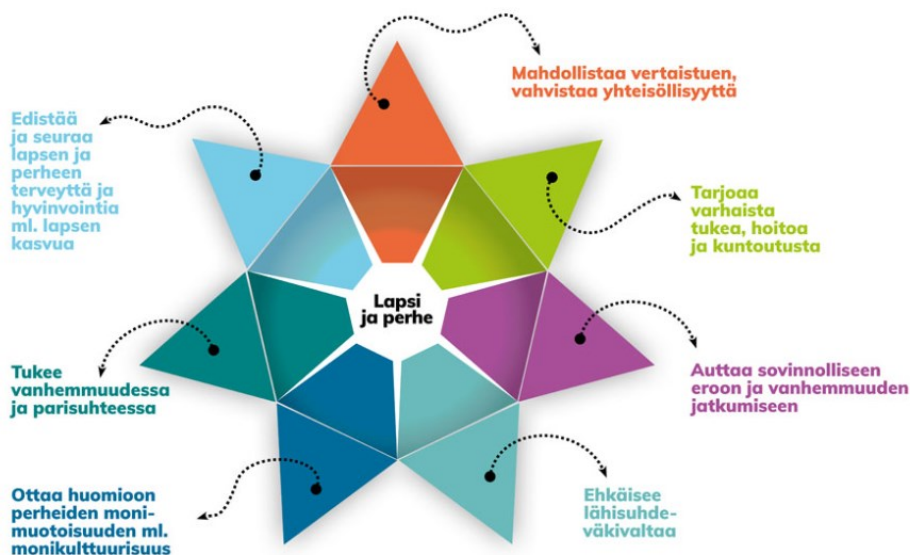 Mahdollistaa vertaistuen,
vahvistaa yhteisöllisyyttä
Edistää
ja seuraa
lapsen ja
perheen
terveyttä ja
hyvinvointia
ml. lapsen
kasvua
Tarjoaa
varhaista
tukea, hoitoa
ja kuntoutusta
Lapsi
ja perhe
Tukee
vanhemmuudessa
ja parisuhteessa
Auttaa sovinnolliseen
eroon ja vanhemmuuden
jatkumiseen
Ottaa huomioon
perheiden moni-
muotoisuuden ml.
monikulttuurisuus
Ehkäisee
lähisuhde-
väkivaltaa